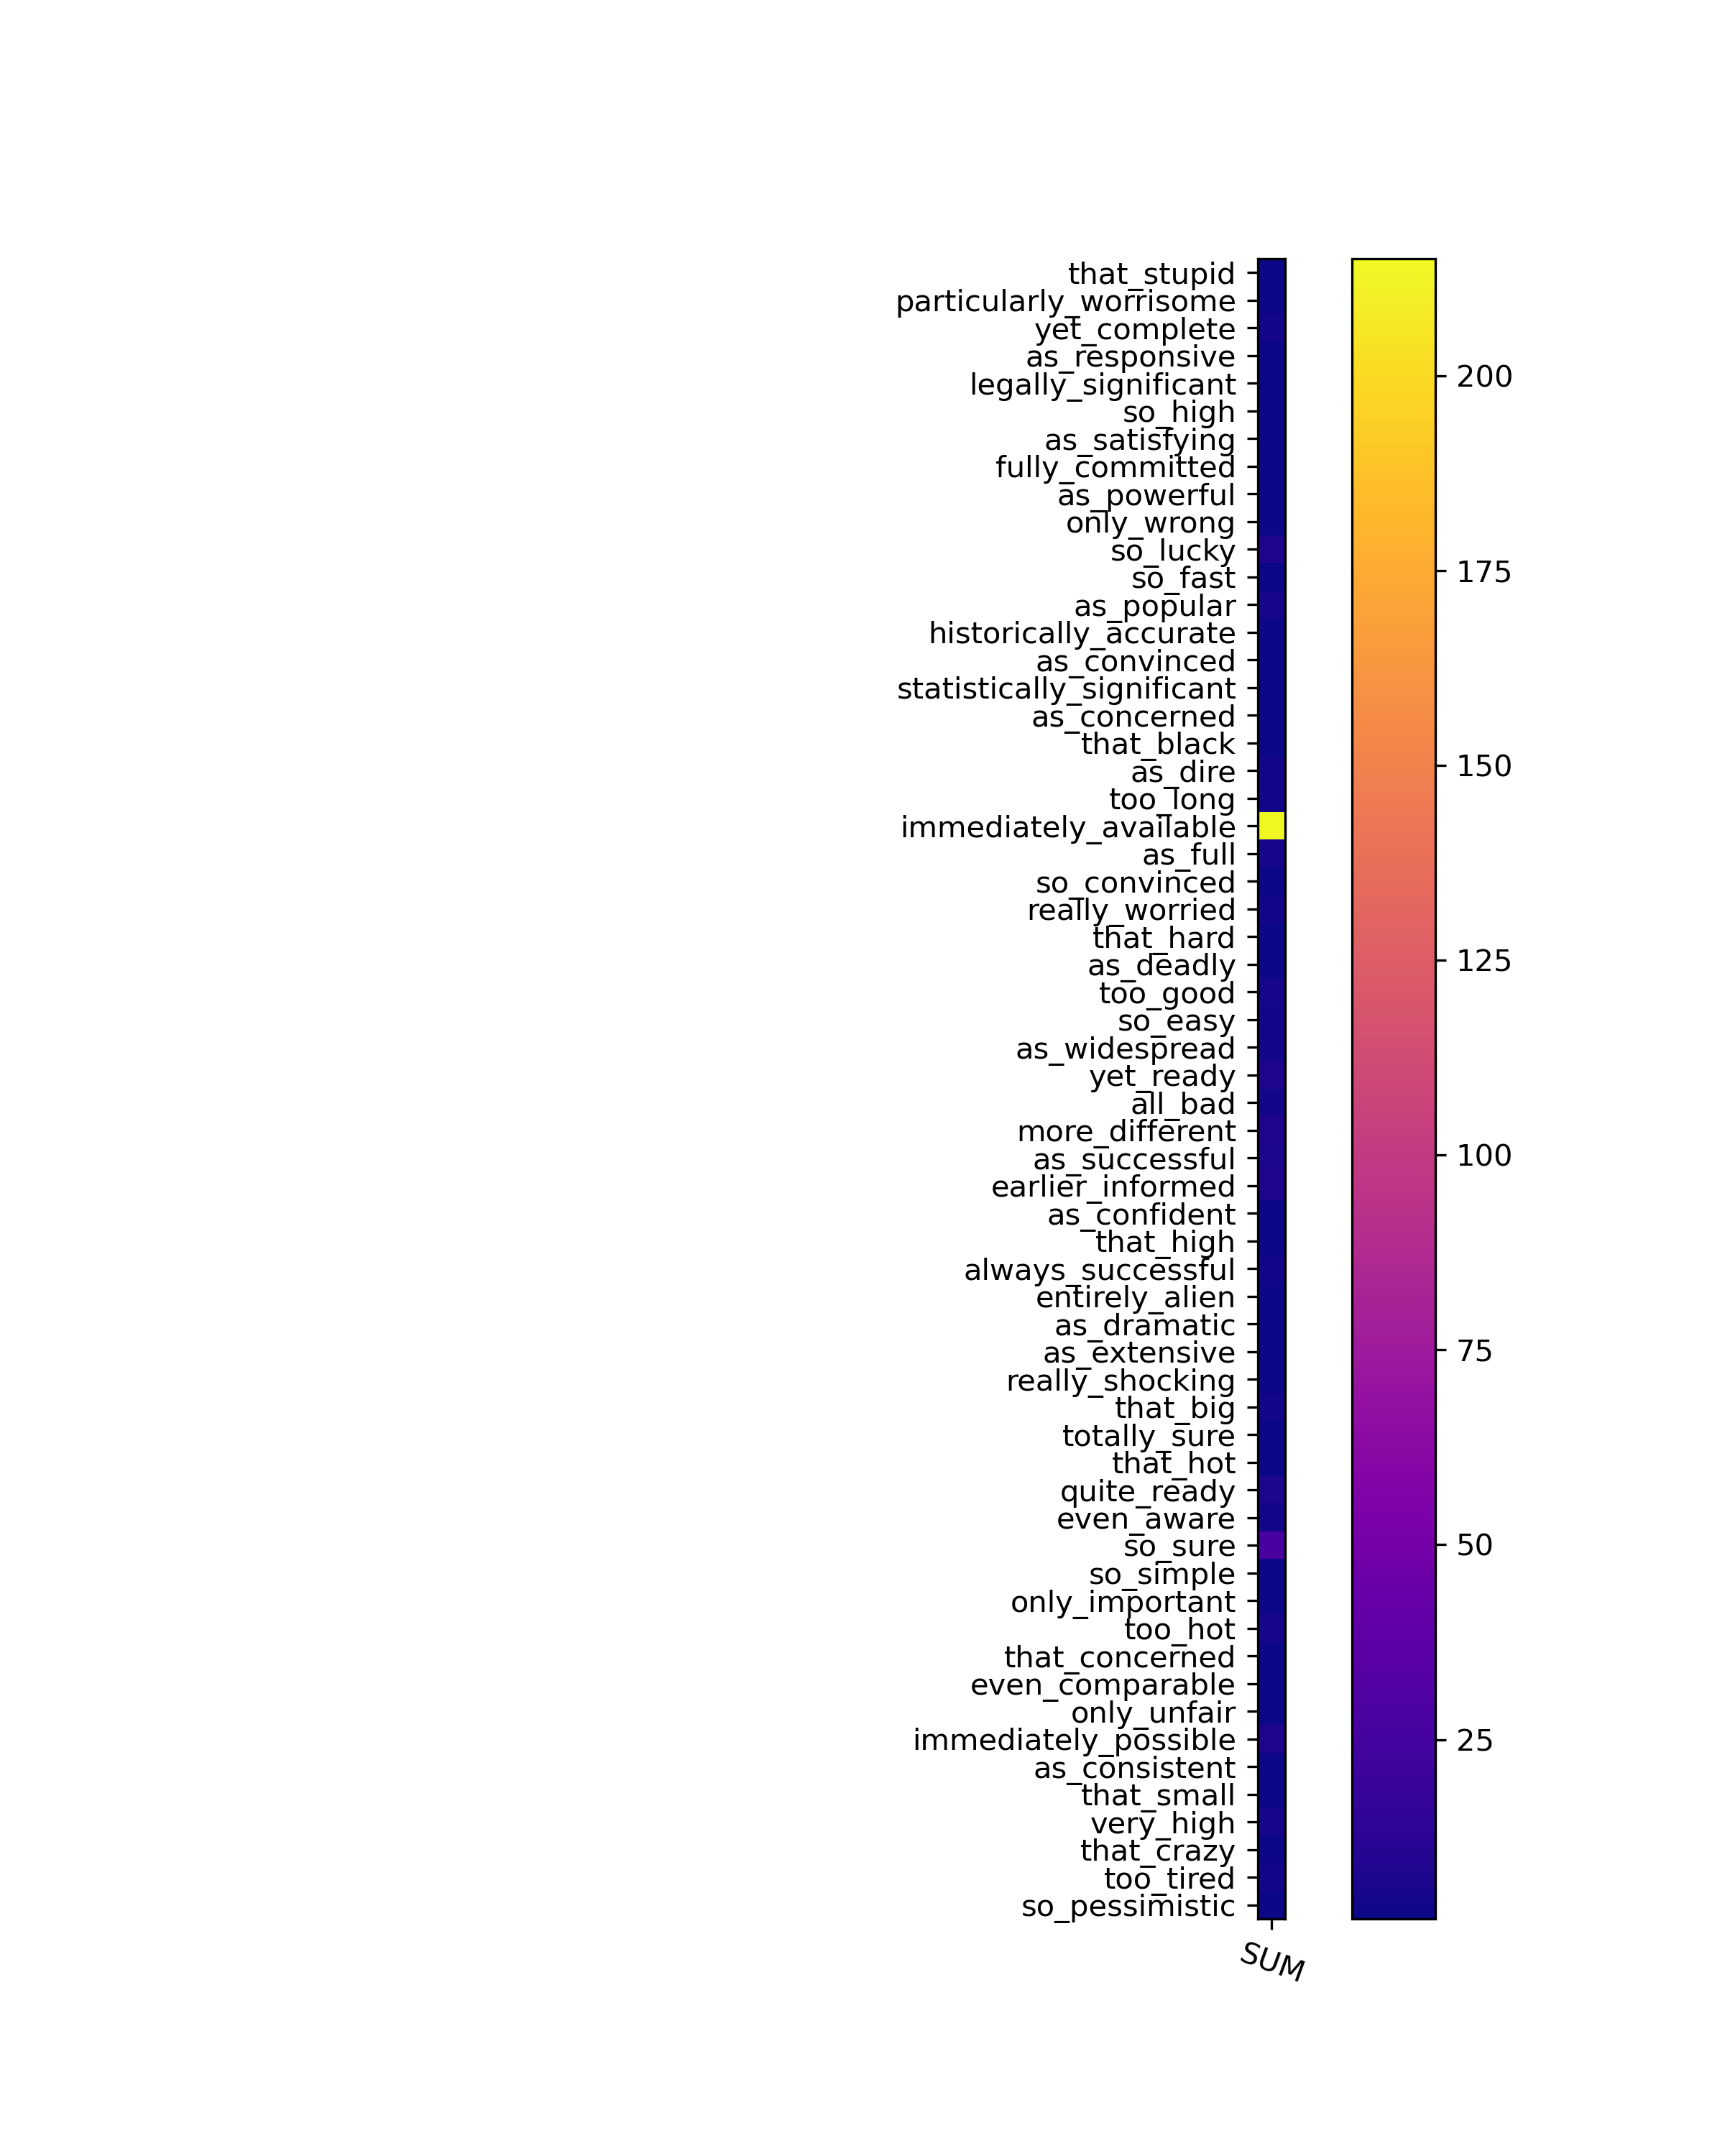 that_stupid
particularly_worrisome
yet_complete
as_responsive
legally_significant
so_high
as_satisfying
fully_committed
as_powerful
only_wrong
so_lucky
so_fast
as_popular
historically_accurate
as_convinced
statistically_significant
as_concerned
that_black
as_dire
too_long
immediately_available
as_full
so_convinced
really_worried
that_hard
as_deadly
too_good
so_easy
as_widespread
yet_ready
all_bad
more_different
as_successful
earlier_informed
as_confident
that_high
always_successful
entirely_alien
as_dramatic
as_extensive
really_shocking
that_big
totally_sure
that_hot
quite_ready
even_aware
so_sure
so_simple
only_important
too_hot
that_concerned
even_comparable
only_unfair
immediately_possible
as_consistent
that_small
very_high
that_crazy
too_tired
so_pessimistic
SUM
200
175
150
125
100
75
50
25